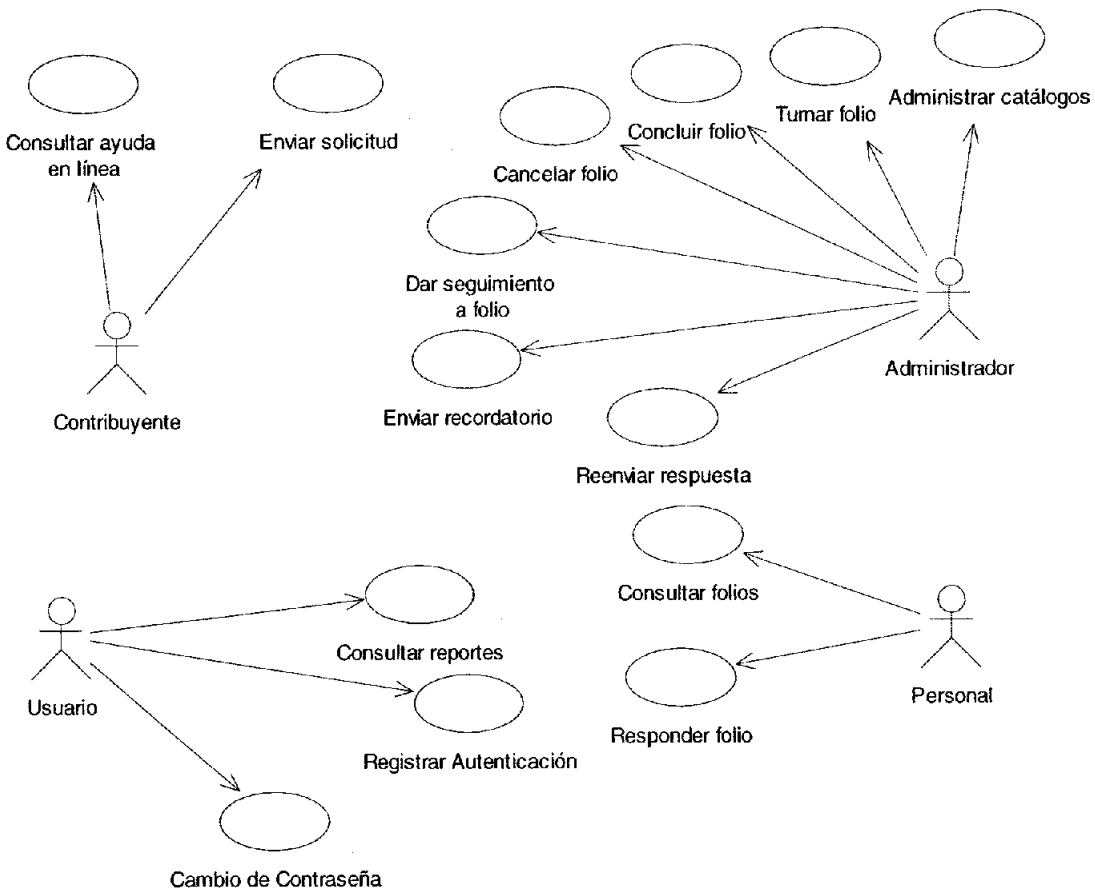 Consultar ayuda
en línea
Enviar solicitud
Cancelar folio
Concluir folio
Turnar folio
Administrar catálogos
Dar seguimiento
a folio
Administrador
Contribuyente
Enviar recordatorio
Reenviar respuesta
Consultar folios
Consultar reportes
Usuario
Personal
Responder folio
Registrar Autenticación
Cambio de Contraseña